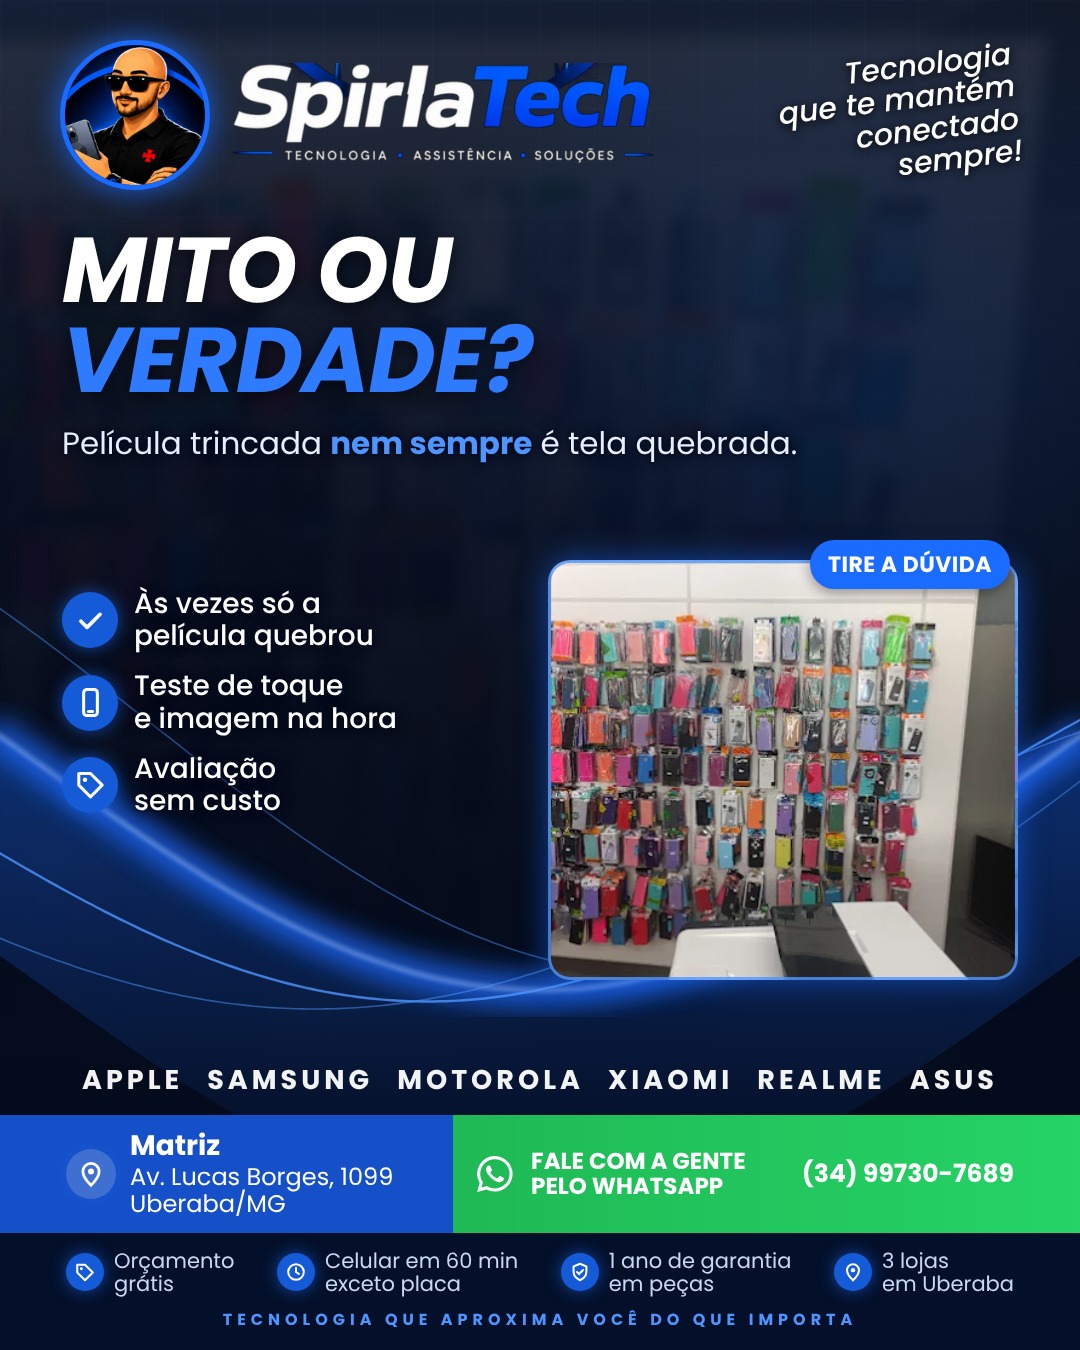 SpirlaTech
TECNOLOGIA • ASSISTÊNCIA • SOLUÇÕES
Tecnologia
que te mantém
conectado
sempre!
MITO OU
VERDADE?
Película trincada nem sempre é tela quebrada.
TIRE A DÚVIDA
Às vezes só a
película quebrou
Teste de toque
e imagem na hora
Avaliação
sem custo
APPLE SAMSUNG MOTOROLA XIAOMI REALME ASUS
Matriz
Av. Lucas Borges, 1099
Uberaba/MG
FALE COM A GENTE
PELO WHATSAPP
(34) 99730-7689
Orçamento
grátis
Celular em 60 min
exceto placa
1 ano de garantia
em peças
3 lojas
em Uberaba
TECNOLOGIA QUE APROXIMA VOCÊ DO QUE IMPORTA